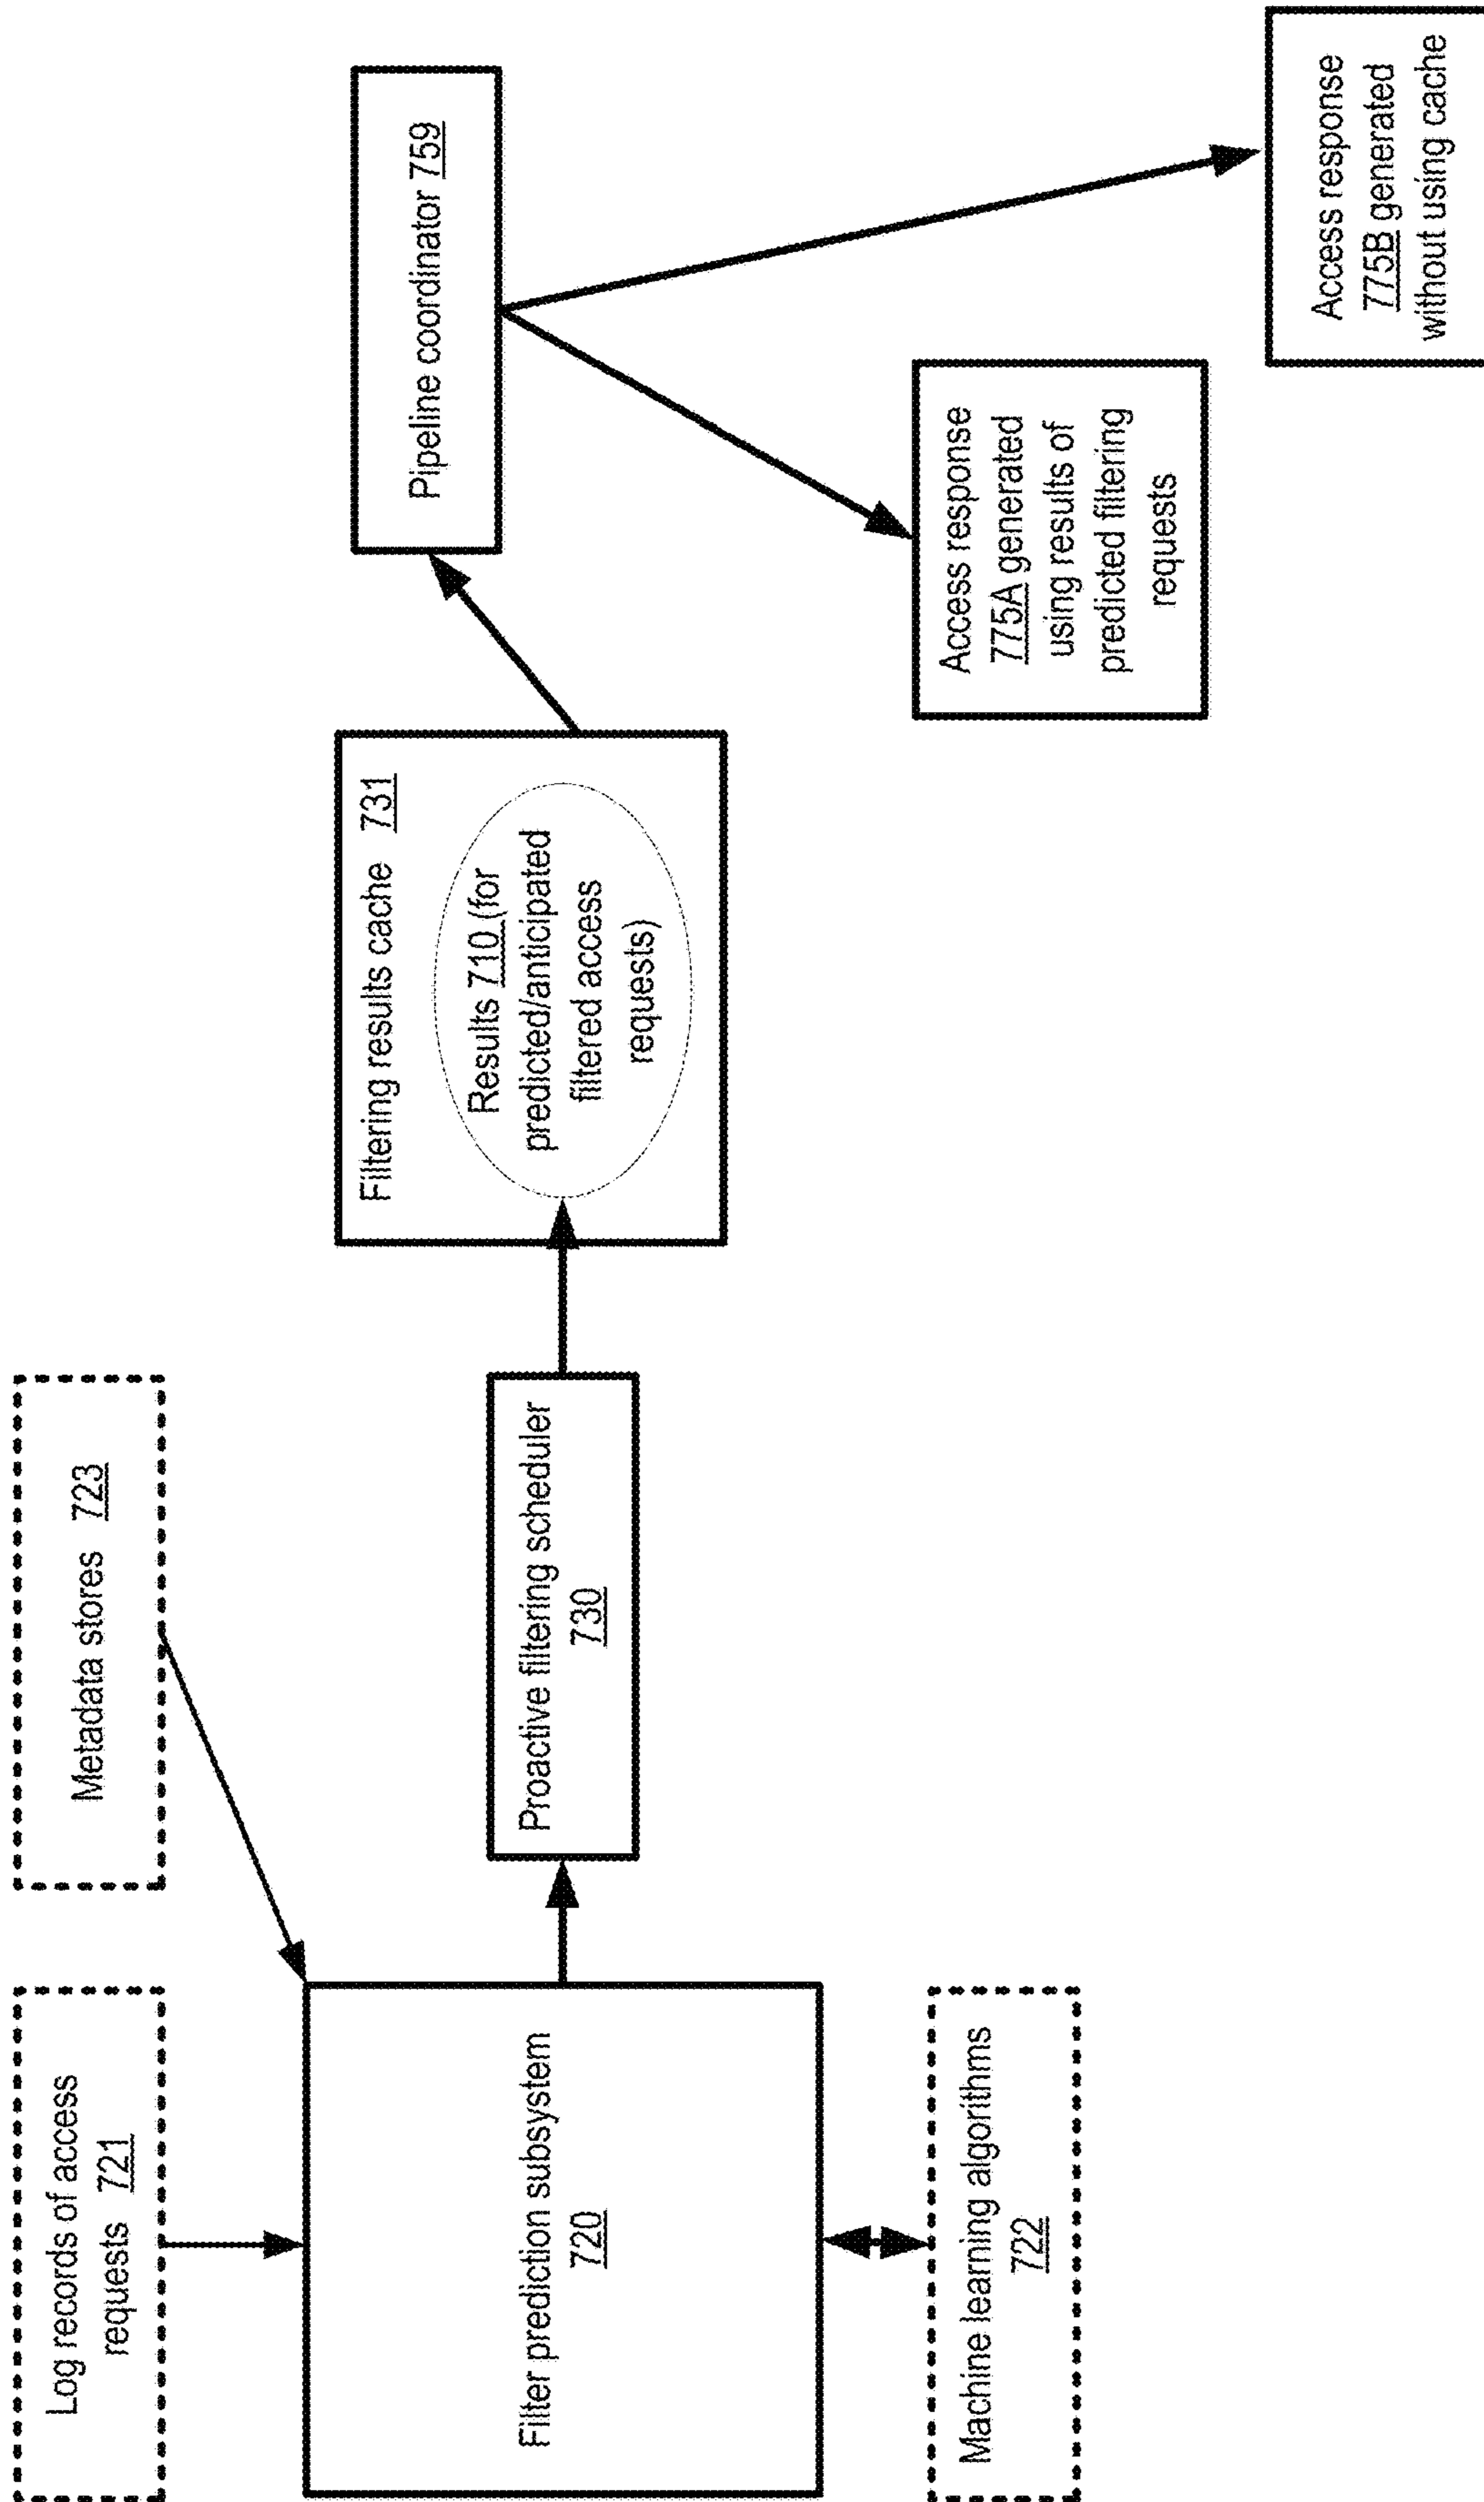 Log records of access
requests 721
Metadata stores 723
Filter prediction subsystem
720
Machine learning algorithms
722
Proactive filtering scheduler
730
Filtering results cache 731
Results 710 (for
predicted/anticipated
filtered access
requests)
Pipeline coordinator 759
Access response
775A generated
using results of
predicted filtering
requests
Access response
775B generated
without using cache